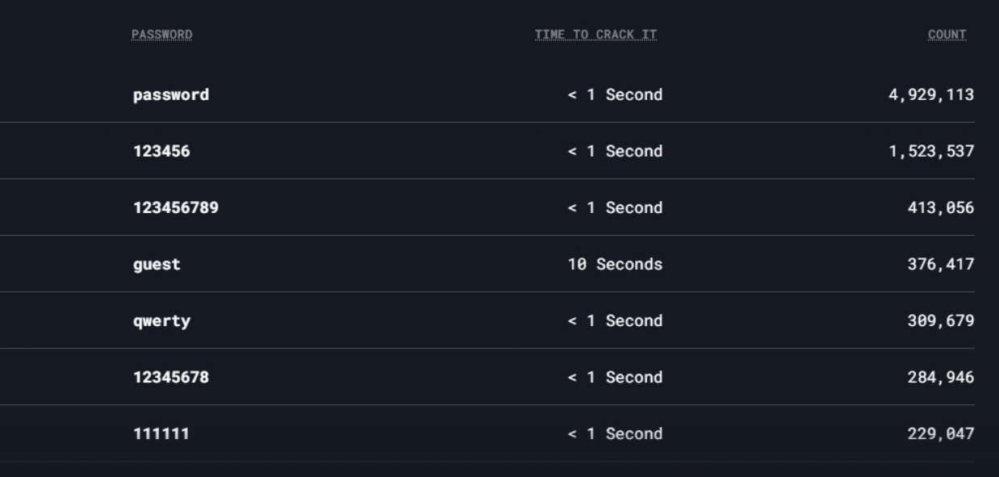 PASSWORD TIME TO CRACK IT COUNT
password < 1 Second 4,929,113
123456 < 1 Second 1,523,537
123456789 < 1 Second 413,056
guest 10 Seconds 376,417
qwerty < 1 Second 309,679
12345678 < 1 Second 284,946
111111 < 1 Second 229,047